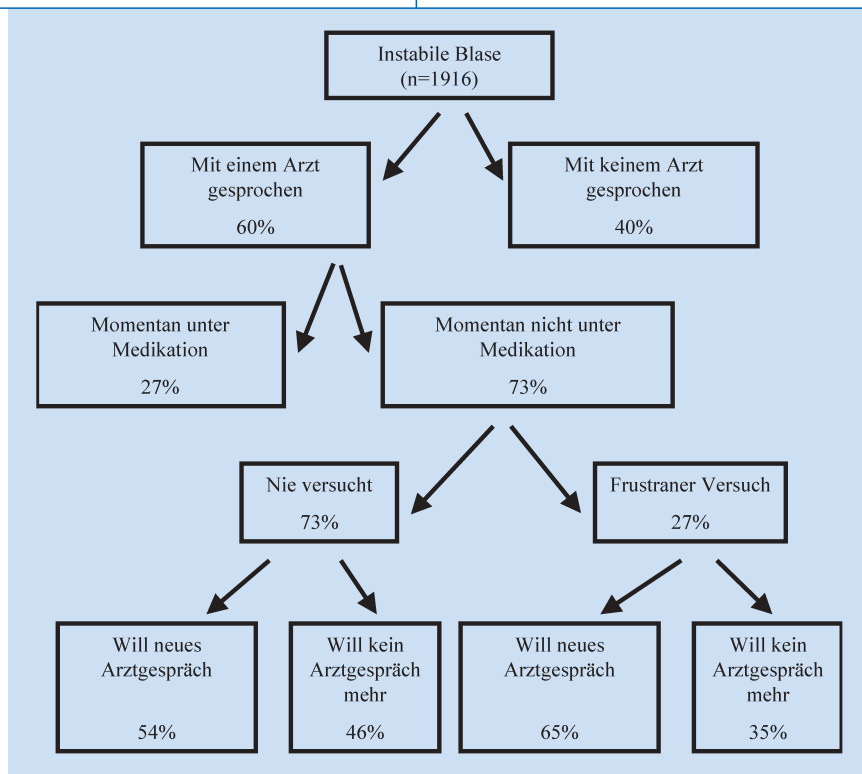 Instabile Blase
(n=1916)
Mit einem Arzt
gesprochen
60%
Mit keinem Arzt
gesprochen
40%
Momentan unter
Medikation
27%
Momentan nicht unter
Medikation
73%
Nie versucht
73%
Frustraner Versuch
27%
Will neues
Arztgespräch
54%
Will kein
Arztgespräch
mehr
46%
Will neues
Arztgespräch
65%
Will kein
Arztgespräch
mehr
35%